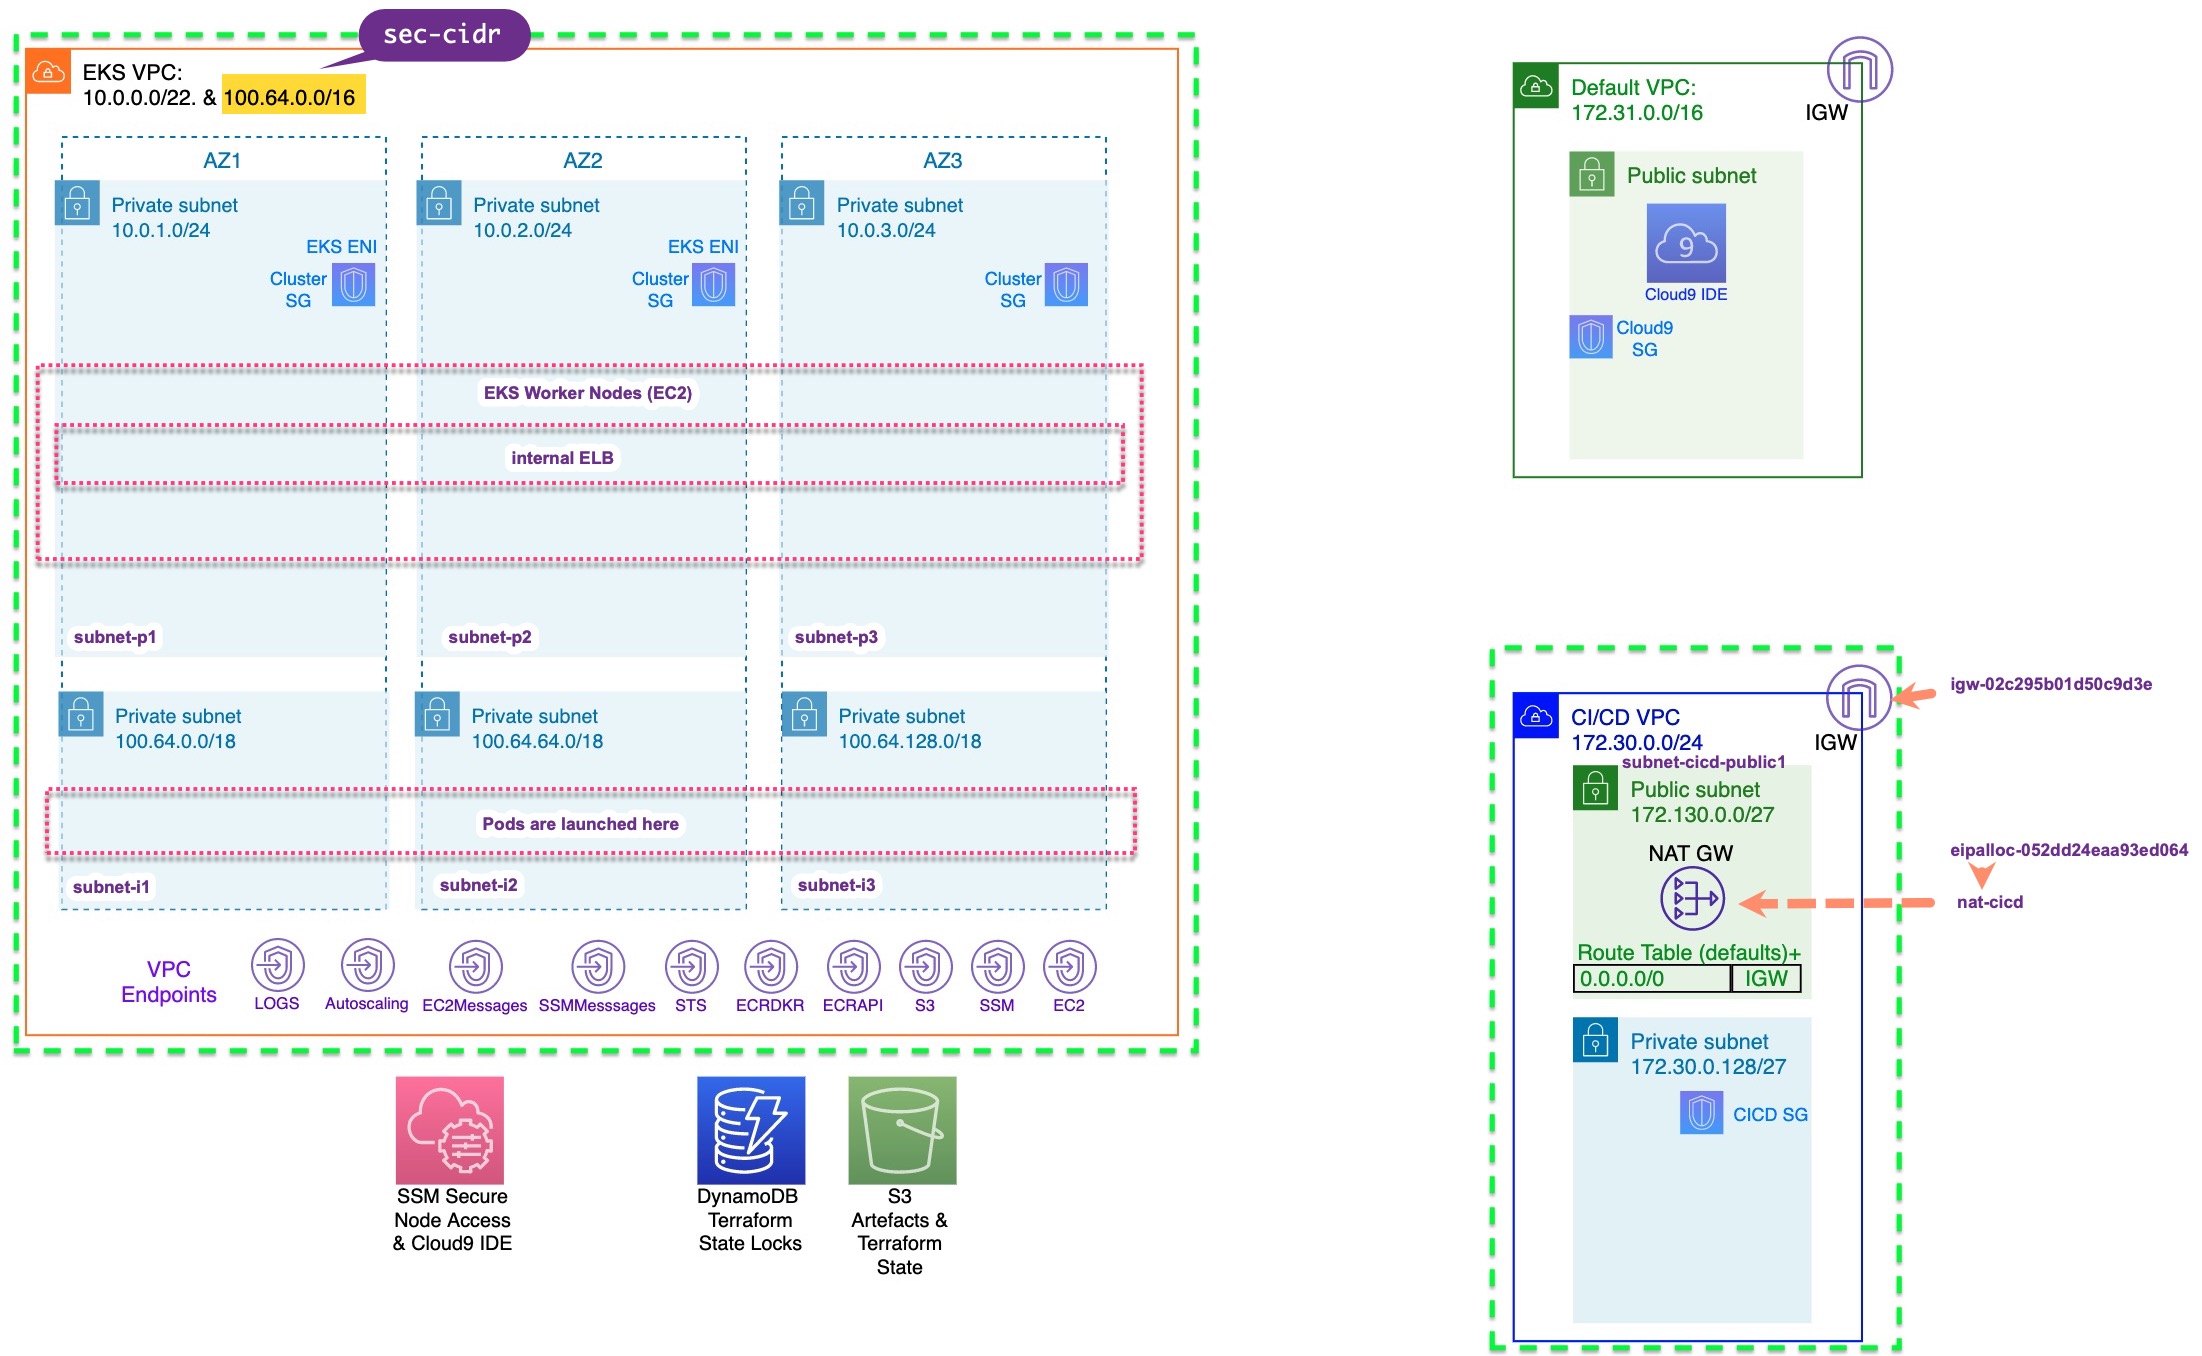 sec-cidr
EKS VPC:
10.0.0.0/22. & 100.64.0.0/16
AZ1
Private subnet
10.0.1.0/24
EKS ENI
Cluster
SG
AZ2
Private subnet
10.0.2.0/24
EKS ENI
Cluster
SG
AZ3
Private subnet
10.0.3.0/24
Cluster
SG
EKS Worker Nodes (EC2)
internal ELB
subnet-p1
subnet-p2
subnet-p3
Private subnet
100.64.0.0/18
Private subnet
100.64.64.0/18
Private subnet
100.64.128.0/18
Pods are launched here
subnet-i1
subnet-i2
subnet-i3
VPC
Endpoints
LOGS
Autoscaling
EC2Messages
SSMMesssages
STS
ECRDKR
ECRAPI
S3
SSM
EC2
SSM Secure
Node Access
& Cloud9 IDE
DynamoDB
Terraform
State Locks
S3
Artefacts &
Terraform
State
Default VPC:
172.31.0.0/16
IGW
Public subnet
9
Cloud9 IDE
Cloud9
SG
igw-02c295b01d50c9d3e
CI/CD VPC
172.30.0.0/24
IGW
subnet-cicd-public1
Public subnet
172.130.0.0/27
NAT GW
eipalloc-052dd24eaa93ed064
nat-cicd
Route Table (defaults)+
0.0.0.0/0 IGW
Private subnet
172.30.0.128/27
CICD SG